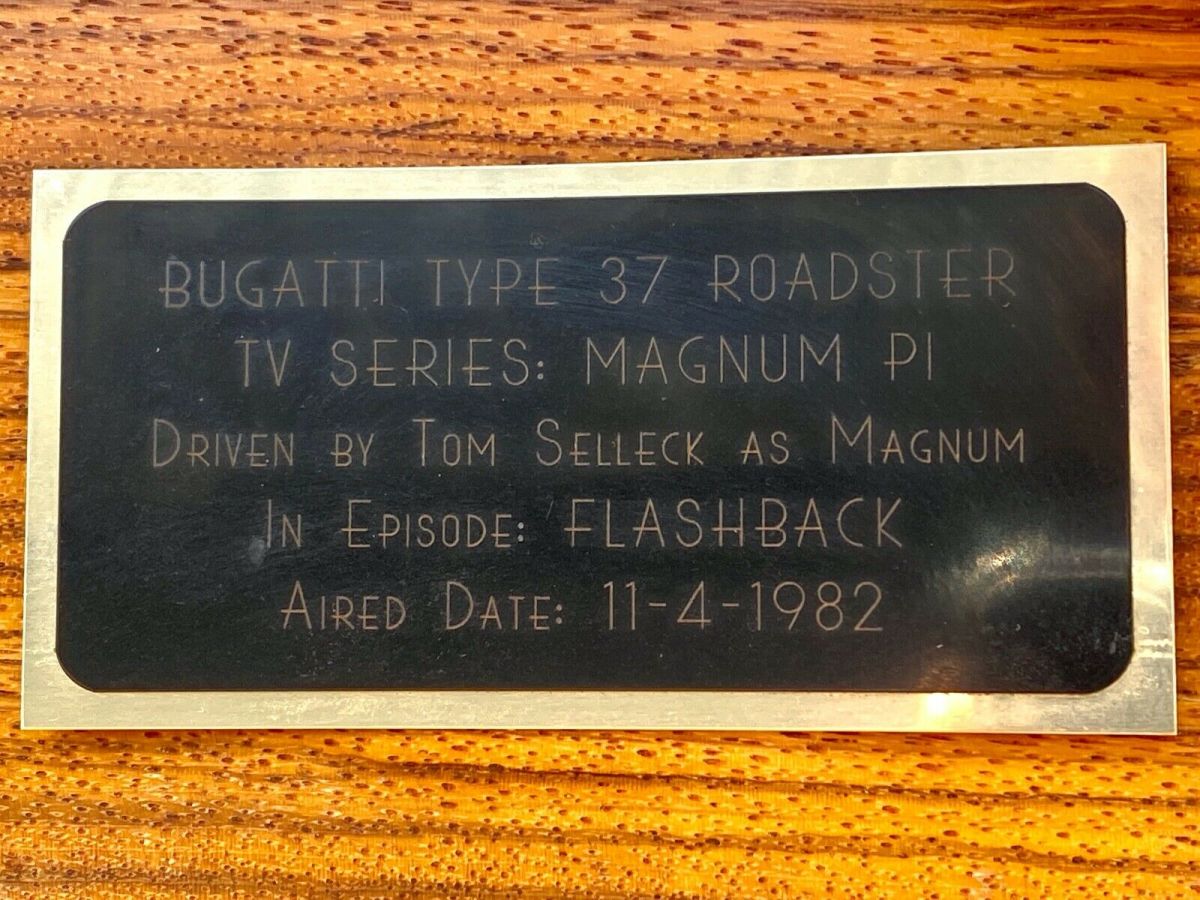 BUGATTI TYPE 37 ROADSTER
TV SERIES: MAGNUM PI
DRIVEN BY TOM SELLECK AS MAGNUM
IN EPISODE: FLASHBACK
AIRED DATE: 11-4-1982